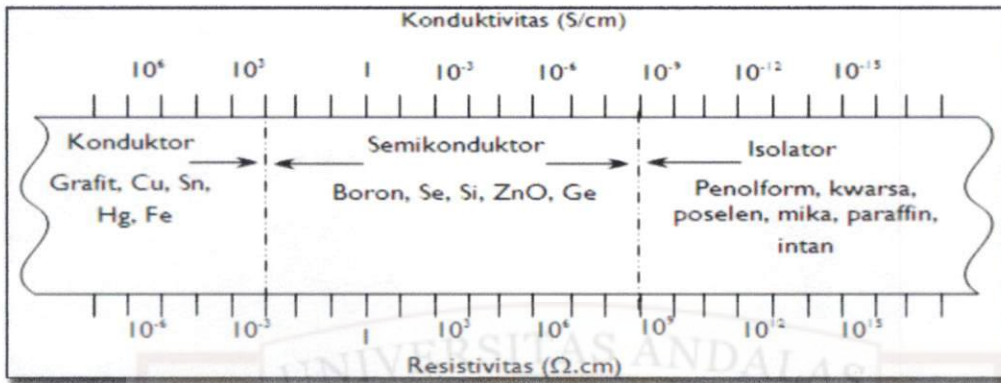 Konduktivitas (S/cm)
10⁶ 10³ 1 10⁻³ 10⁻⁶ 10⁻⁹ 10⁻¹² 10⁻¹⁵
Konduktor Semikonduktor Isolator
Grafit, Cu, Sn, Boron, Se, Si, ZnO, Ge Penolform, kwarsa,
Hg, Fe poselen, mika, paraffin,
intan
10⁻⁶ 10⁻³ 1 10³ 10⁶ 10⁹ 10¹² 10¹⁵
UNIVERSITAS ANDALAS
Resistivitas (Ω.cm)